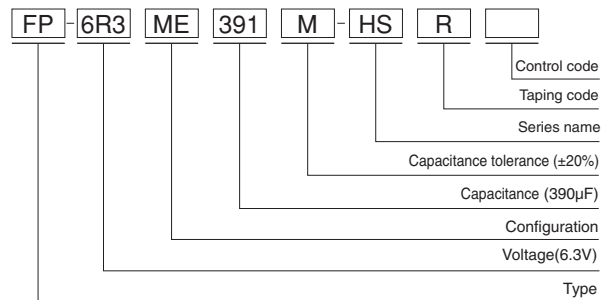 FP-6R3 ME 391 M-HS R
Control code
Taping code
Series name
Capacitance tolerance (±20%)
Capacitance (390µF)
Configuration
Voltage(6.3V)
Type